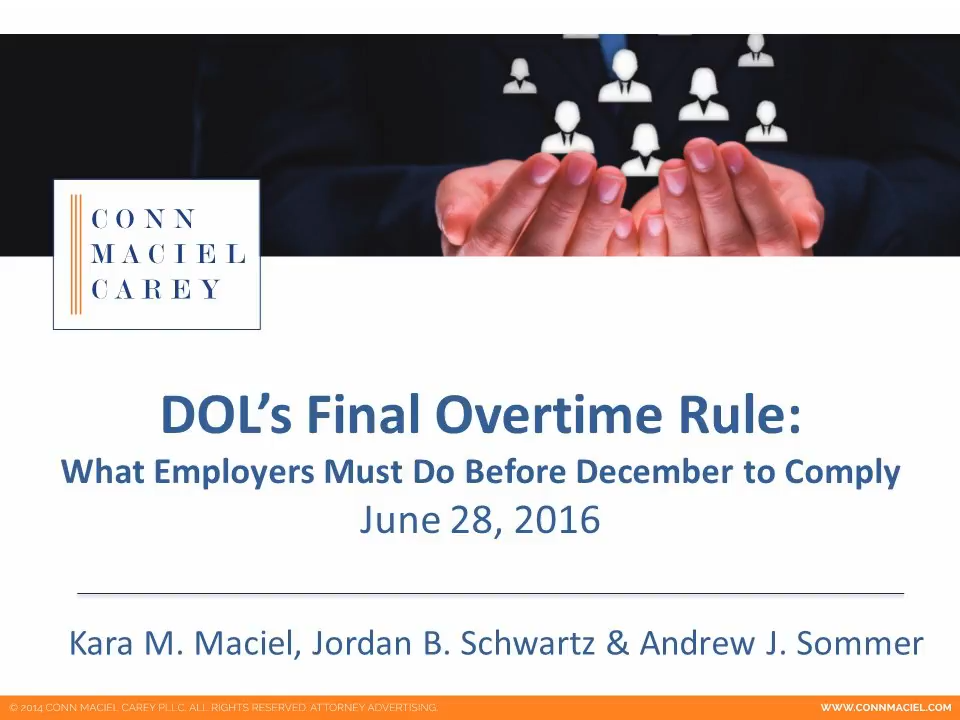 CONN
MACIEL
CAREY
DOL’s Final Overtime Rule:
What Employers Must Do Before December to Comply
June 28, 2016
Kara M. Maciel, Jordan B. Schwartz & Andrew J. Sommer
© 2014 CONN MACIEL CAREY PLLC. ALL RIGHTS RESERVED. ATTORNEY ADVERTISING.
WWW.CONNMACIEL.COM